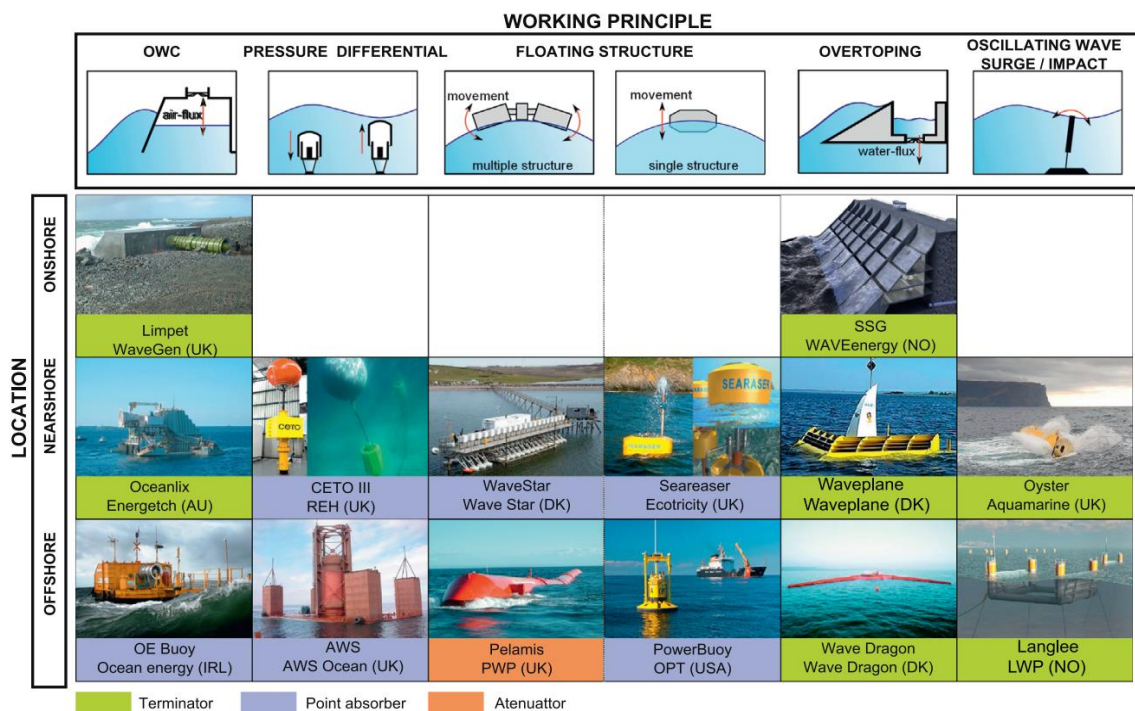 WORKING PRINCIPLE
OWC
PRESSURE DIFFERENTIAL
FLOATING STRUCTURE
OVERTOPING
OSCILLATING WAVE
SURGE / IMPACT
air-flux
movement
multiple structure
movement
single structure
water-flux
LOCATION
ONSHORE
Limpet
WaveGen (UK)
SSG
WAVEenergy (NO)
NEARSHORE
CETO
SEARASER
SEARASER
Oceanlix
Energetch (AU)
CETO III
REH (UK)
WaveStar
Wave Star (DK)
Seareaser
Ecotricity (UK)
Waveplane
Waveplane (DK)
Oyster
Aquamarine (UK)
OFFSHORE
OE Buoy
Ocean energy (IRL)
AWS
AWS Ocean (UK)
Pelamis
PWP (UK)
PowerBuoy
OPT (USA)
Wave Dragon
Wave Dragon (DK)
Langlee
LWP (NO)
Terminator
Point absorber
Atenuattor